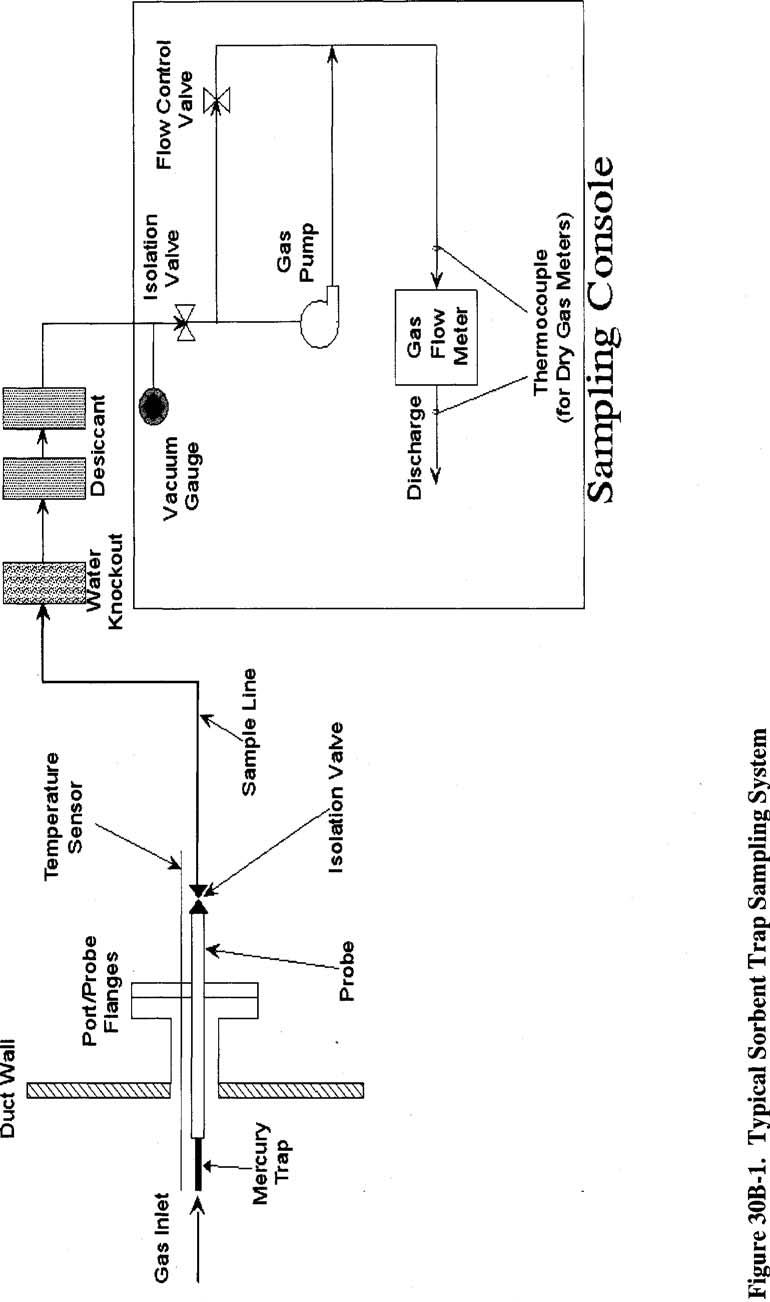 Duct Wall
Gas Inlet
Mercury
Trap
Port/Probe
Flanges
Probe
Temperature
Sensor
Isolation Valve
Sample Line
Water
Knockout
Desiccant
Vacuum
Gauge
Isolation
Valve
Flow Control
Valve
Gas
Pump
Gas
Flow
Meter
Discharge
Thermocouple
(for Dry Gas Meters)
Sampling Console
Figure 30B-1. Typical Sorbent Trap Sampling System